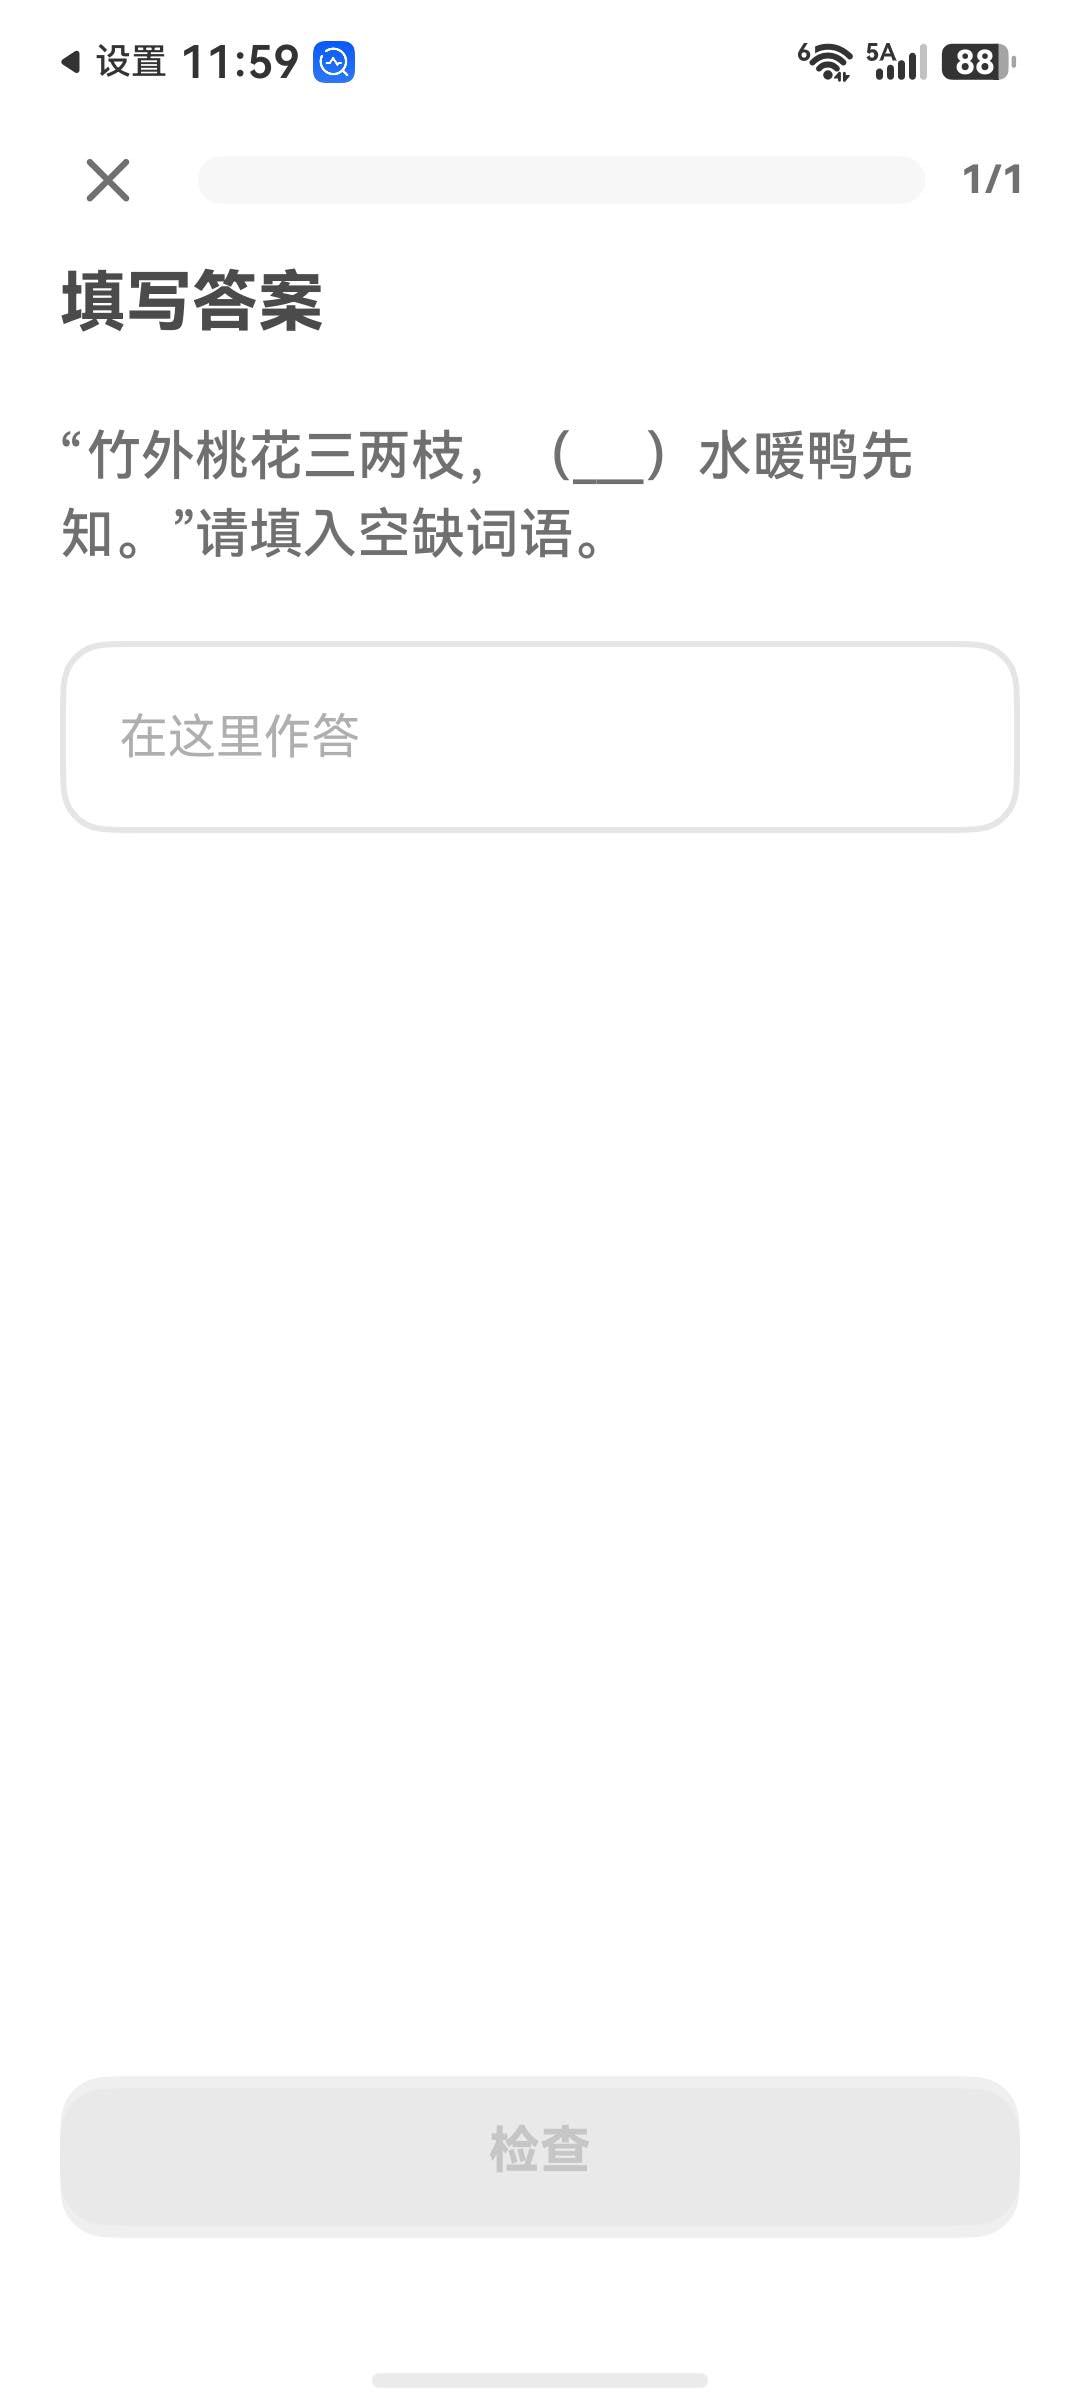 设置 11:59 6 5A 88
1/1
填写答案
“竹外桃花三两枝，（___）水暖鸭先
知。”请填入空缺词语。
在这里作答
检查